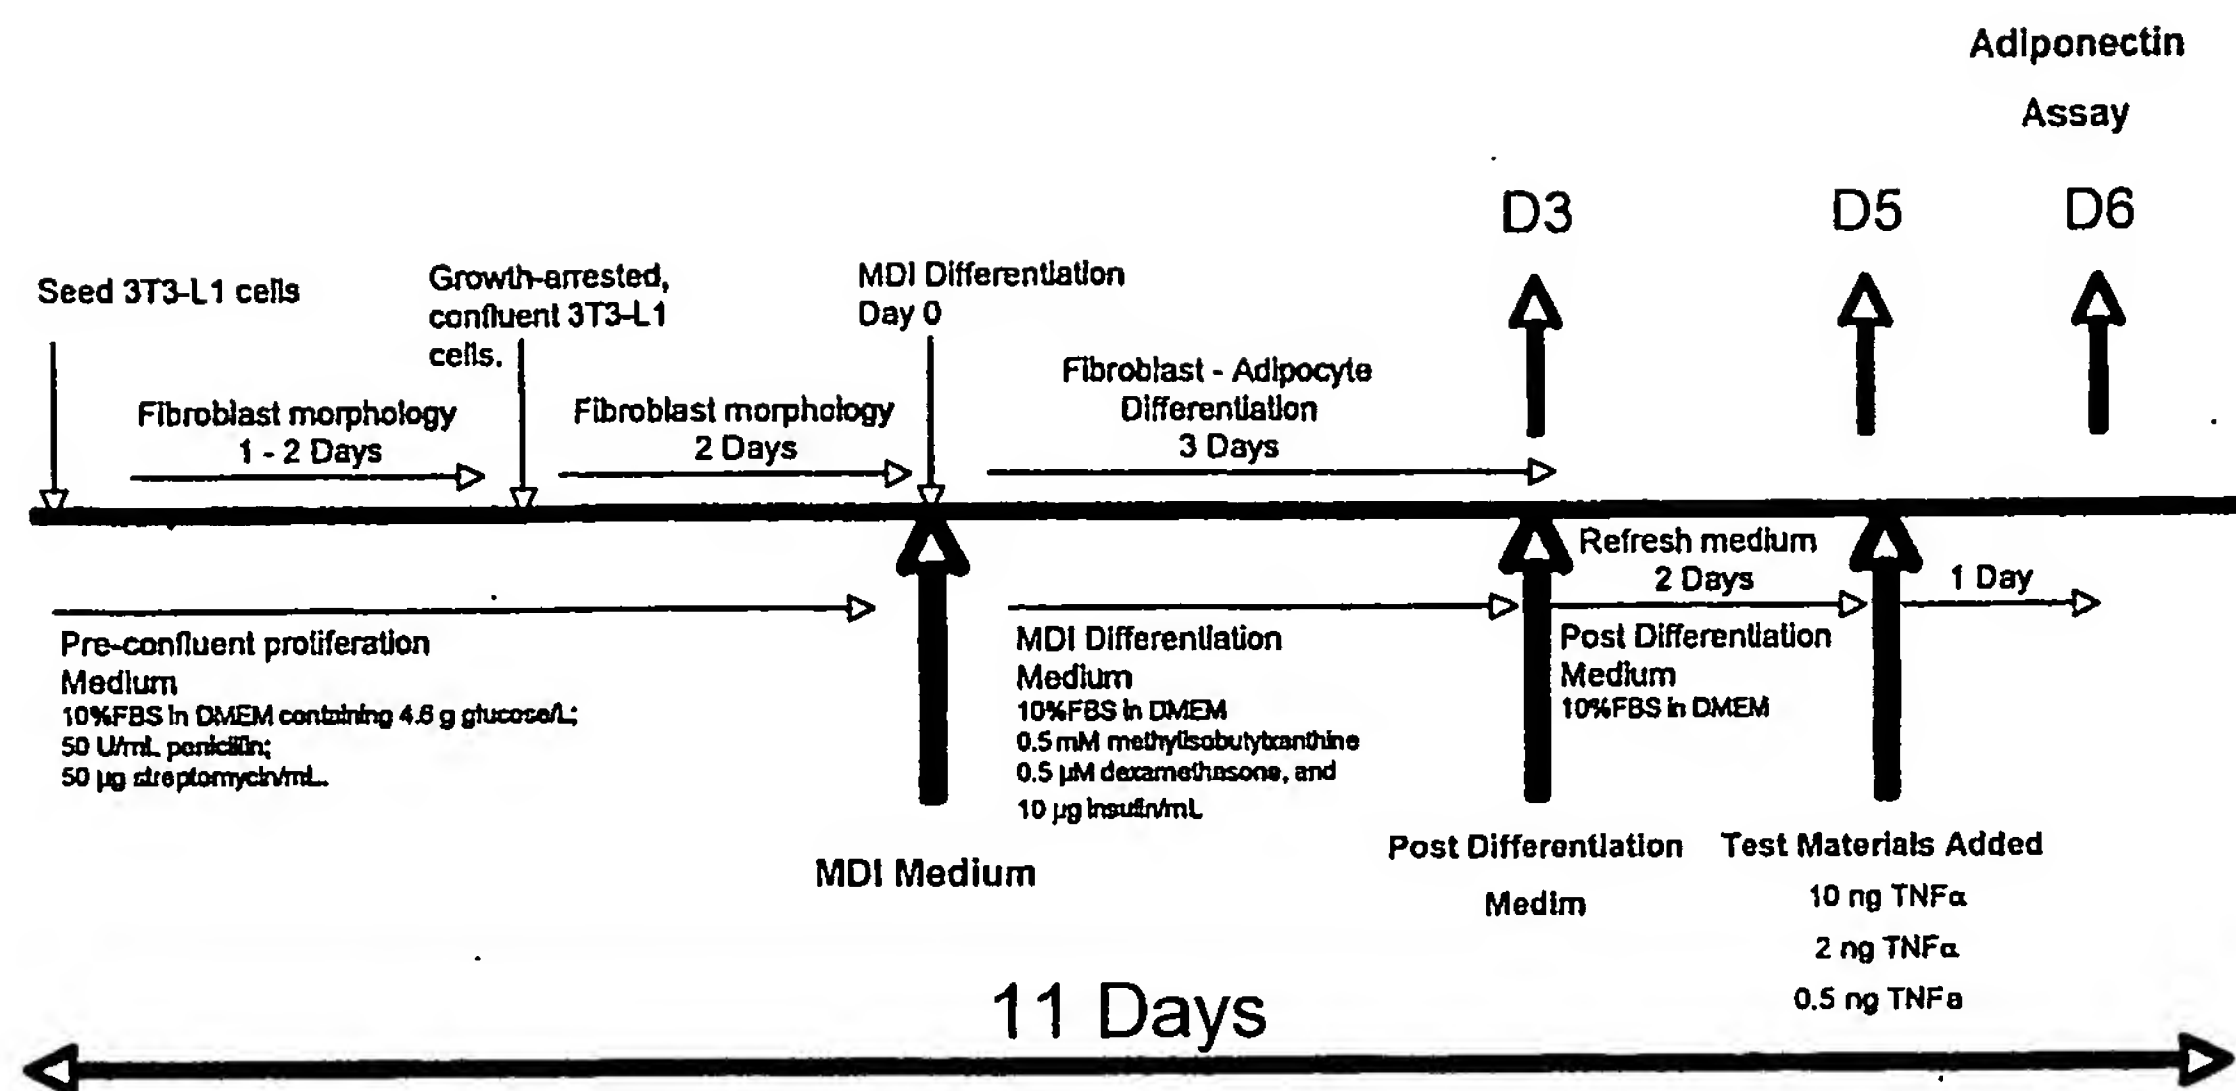 Adiponectin
Assay
D3
D5
D6
Seed 3T3-L1 cells
Growth-arrested,
confluent 3T3-L1
cells.
MDI Differentiation
Day 0
Fibroblast morphology
1 - 2 Days
Fibroblast morphology
2 Days
Fibroblast - Adipocyte
Differentiation
3 Days
Refresh medium
2 Days
1 Day
Pre-confluent proliferation
Medium
10%FBS in DMEM containing 4.6 g glucose/L;
50 U/mL penicillin;
50 µg streptomycin/mL.
MDI Differentiation
Medium
10%FBS in DMEM
0.5 mM methylisobutylxanthine
0.5 µM dexamethasone, and
10 µg insulin/mL
Post Differentiation
Medium
10%FBS in DMEM
MDI Medium
Post Differentiation
Medim
Test Materials Added
10 ng TNFα
2 ng TNFα
0.5 ng TNFa
11 Days